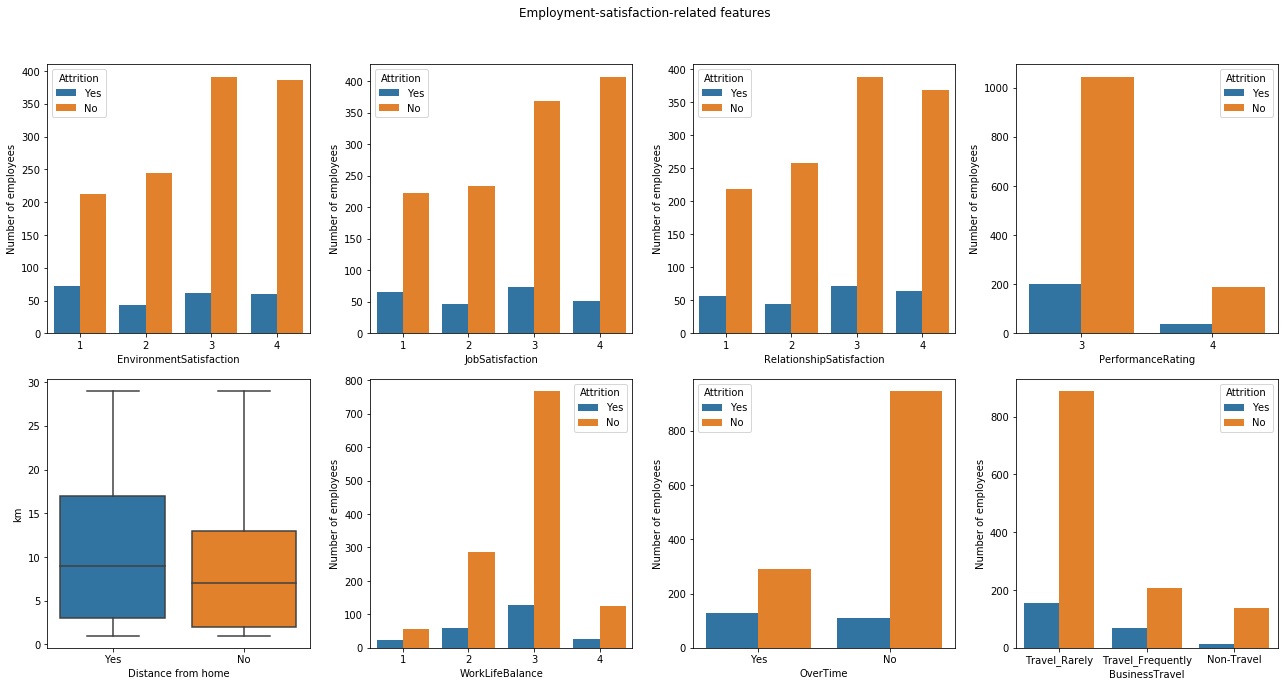 Employment-satisfaction-related features
Attrition
Yes
No
Number of employees
400
350
300
250
200
150
100
50
0
1 2 3 4
EnvironmentSatisfaction
Attrition
Yes
No
Number of employees
400
350
300
250
200
150
100
50
0
1 2 3 4
JobSatisfaction
Attrition
Yes
No
Number of employees
400
350
300
250
200
150
100
50
0
1 2 3 4
RelationshipSatisfaction
Attrition
Yes
No
Number of employees
1000
800
600
400
200
0
3 4
PerformanceRating
km
30
25
20
15
10
5
0
Yes No
Distance from home
Attrition
Yes
No
Number of employees
800
700
600
500
400
300
200
100
0
1 2 3 4
WorkLifeBalance
Attrition
Yes
No
Number of employees
800
600
400
200
0
Yes No
OverTime
Attrition
Yes
No
Number of employees
800
600
400
200
0
Travel_Rarely Travel_Frequently Non-Travel
BusinessTravel